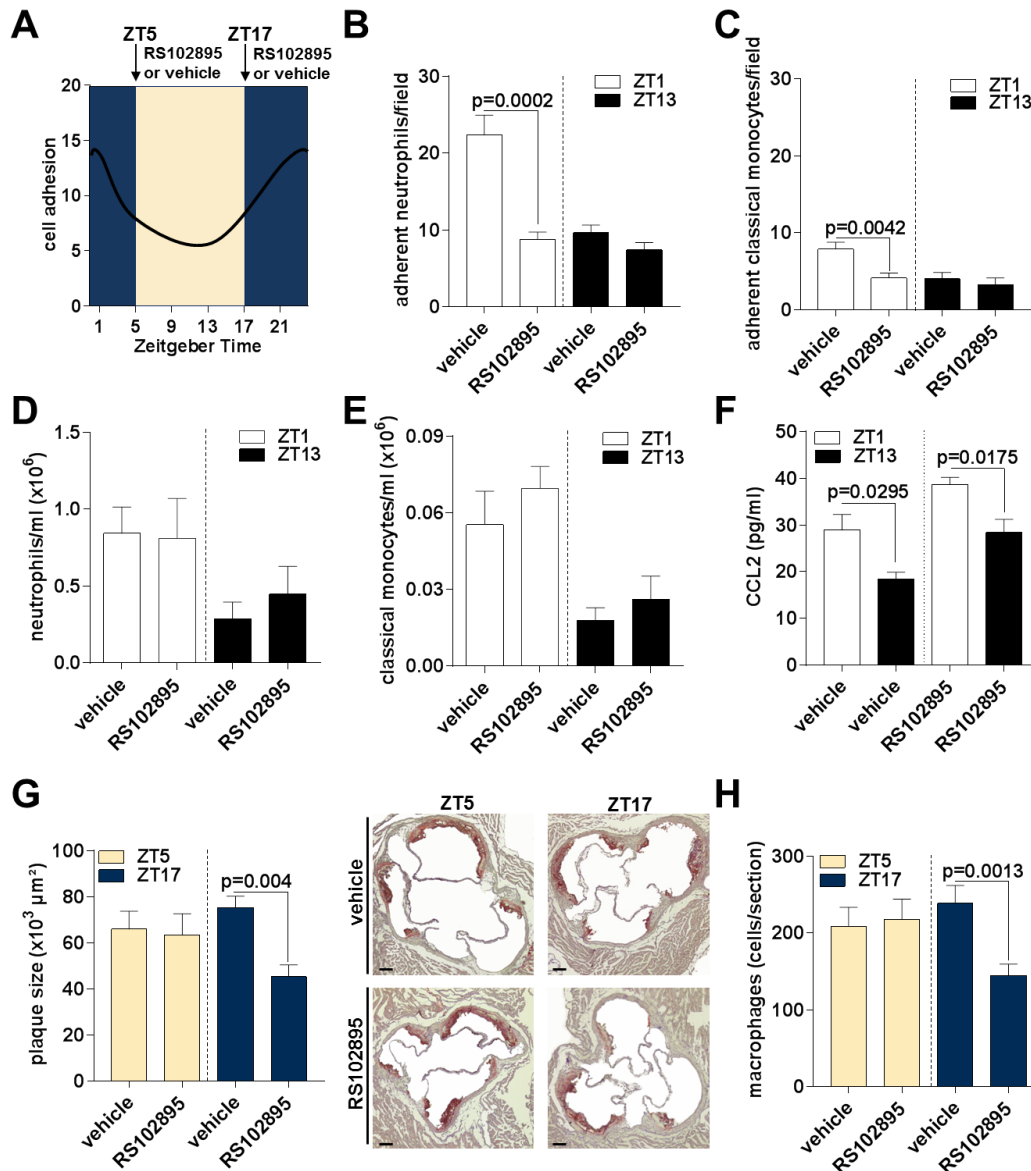 A
ZT5
ZT17
RS102895
or vehicle
RS102895
or vehicle
20
15
10
5
0
cell adhesion
1
5
9
13
17
21
Zeitgeber Time
B
adherent neutrophils/field
30
20
10
0
p=0.0002
ZT1
ZT13
vehicle
RS102895
vehicle
RS102895
C
adherent classical monocytes/field
30
20
10
0
p=0.0042
ZT1
ZT13
vehicle
RS102895
vehicle
RS102895
D
neutrophils/ml (x10⁶)
1.5
1.0
0.5
0.0
ZT1
ZT13
vehicle
RS102895
vehicle
RS102895
E
classical monocytes/ml (x10⁶)
0.09
0.06
0.03
0.00
ZT1
ZT13
vehicle
RS102895
vehicle
RS102895
F
CCL2 (pg/ml)
50
40
30
20
10
0
ZT1
ZT13
p=0.0295
p=0.0175
vehicle
vehicle
RS102895
RS102895
G
plaque size (x10³ µm²)
100
80
60
40
20
0
ZT5
ZT17
p=0.004
vehicle
RS102895
vehicle
RS102895
ZT5
ZT17
vehicle
RS102895
H
macrophages (cells/section)
300
200
100
0
ZT5
ZT17
p=0.0013
vehicle
RS102895
vehicle
RS102895